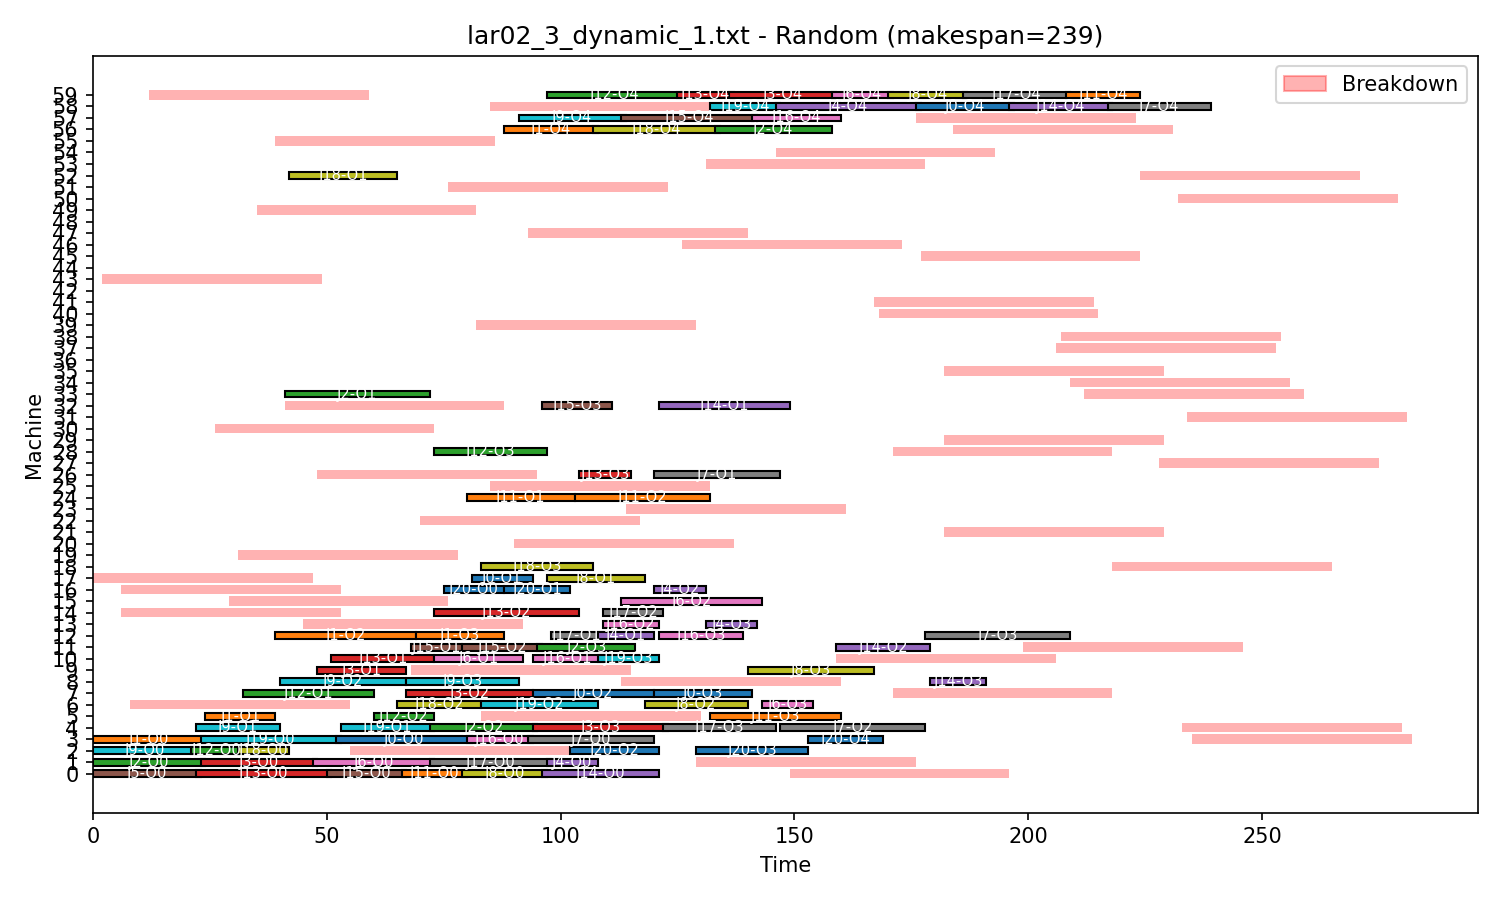 lar02_3_dynamic_1.txt - Random (makespan=239)
Breakdown
Machine
59 J12-O4 J13-O4 J3-O4 J6-O4 J8-O4 J17-O4 J11-O4
58 J19-O4 J4-O4 J0-O4 J14-O4 J7-O4
57 J9-O4 J15-O4 J16-O4
56 J1-O4 J18-O4 J2-O4
55
54
53
52 J18-O1
51
50
49
48
47
46
45
44
43
42
41
40
39
38
37
36
35
34
33 J2-O1
32 J15-O3 J14-O1
31
30
29
28 J12-O3
27
26 J13-O3 J7-O1
25
24 J11-O1 J11-O2
23
22
21
20
19
18 J18-O3
17 J0-O1 J8-O1
16 J20-O0 J20-O1 J4-O2
15 J6-O2
14 J13-O2 J17-O2
13 J16-O2 J4-O3
12 J1-O2 J1-O3 J17-O J4-O1 J16-O3 J7-O3
11 J15-O1 J15-O2 J2-O3 J14-O2
10 J13-O1 J6-O1 J16-O1 J19-O3
9 J3-O1 J8-O3
8 J9-O2 J9-O3 J14-O3
7 J12-O1 J3-O2 J0-O2 J0-O3
6 J18-O2 J19-O2 J8-O2 J6-O3
5 J1-O1 J12-O2 J11-O3
4 J9-O1 J19-O1 J2-O2 J3-O3 J17-O3 J7-O2
3 J1-O0 J19-O0 J0-O0 J16-O0 J7-O0 J20-O4
2 J9-O0 J12-O0 J18-O0 J20-O2 J20-O3
1 J2-O0 J3-O0 J6-O0 J17-O0 J4-O0
0 J5-O0 J13-O0 J15-O0 J11-O0 J8-O0 J14-O0
0 50 100 150 200 250
Time